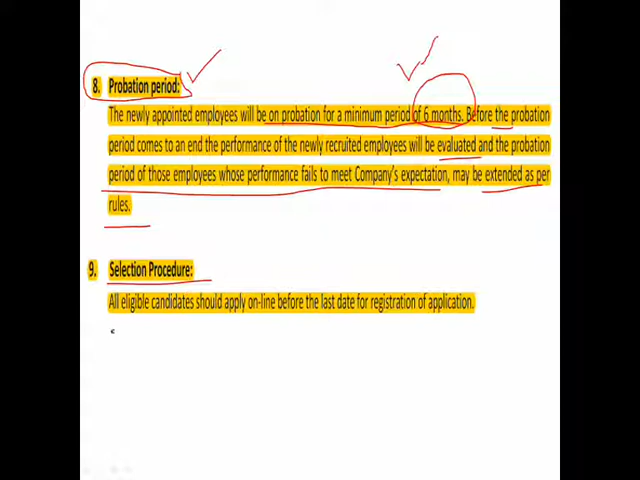 8. Probation period:
The newly appointed employees will be on probation for a minimum period of 6 months. Before the probation
period comes to an end the performance of the newly recruited employees will be evaluated and the probation
period of those employees whose performance fails to meet Company's expectation, may be extended as per
rules.
9. Selection Procedure:
All eligible candidates should apply on-line before the last date for registration of application.